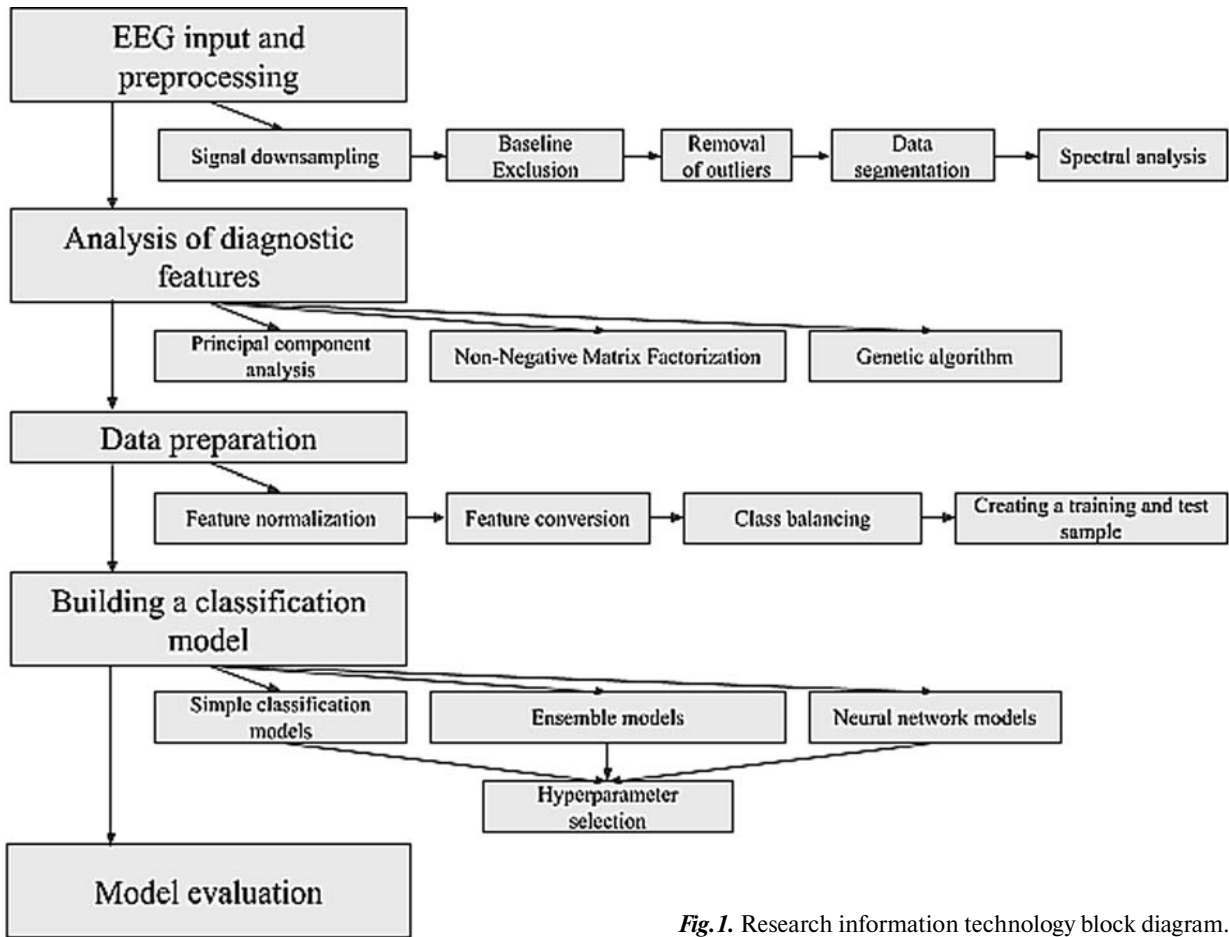 EEG input and
preprocessing
Signal downsampling
Baseline
Exclusion
Removal
of outliers
Data
segmentation
Spectral analysis
Analysis of diagnostic
features
Principal component
analysis
Non-Negative Matrix Factorization
Genetic algorithm
Data preparation
Feature normalization
Feature conversion
Class balancing
Creating a training and test
sample
Building a classification
model
Simple classification
models
Ensemble models
Neural network models
Hyperparameter
selection
Model evaluation
Fig. 1. Research information technology block diagram.